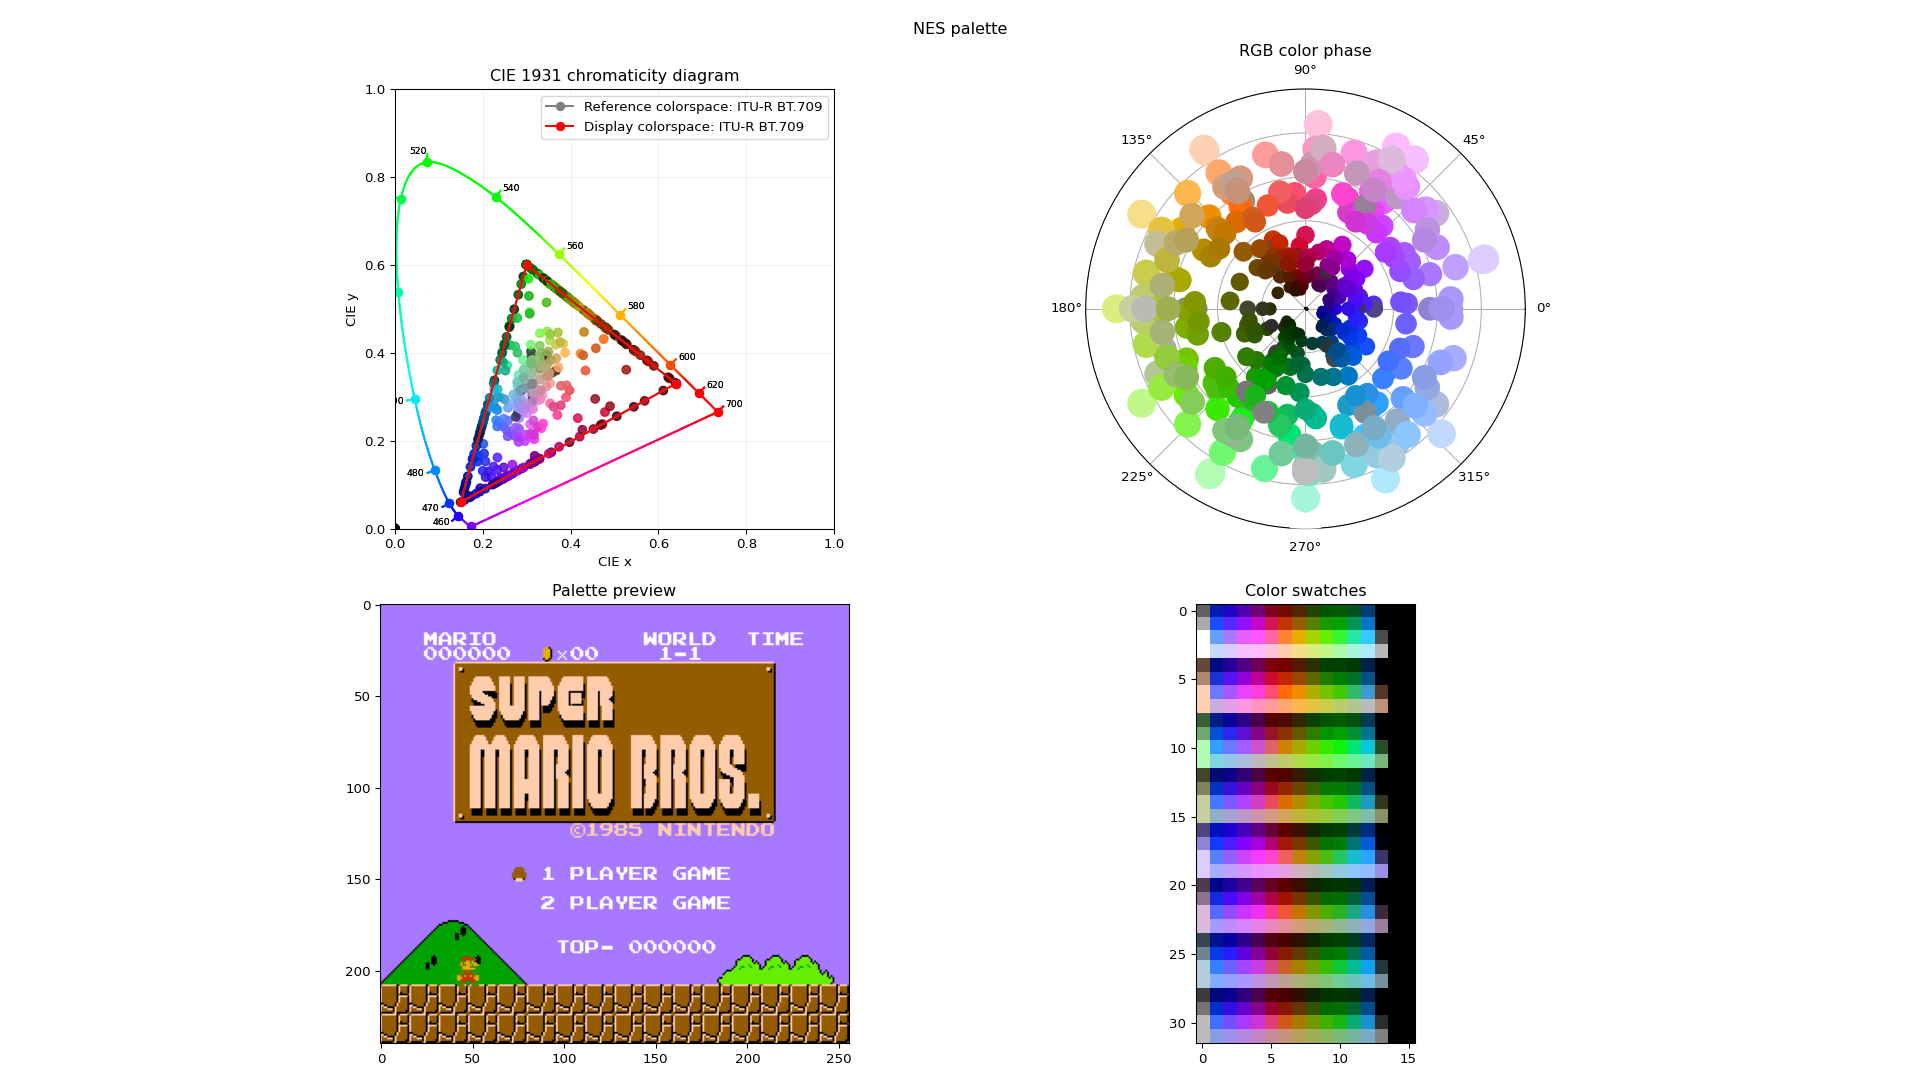 NES palette
CIE 1931 chromaticity diagram
1.0
0.8
0.6
0.4
0.2
0.0
CIE y
Reference colorspace: ITU-R BT.709
Display colorspace: ITU-R BT.709
520
540
560
580
600
620
700
480
470
460
0.0 0.2 0.4 0.6 0.8 1.0
CIE x
RGB color phase
90°
135° 45°
180° 0°
225° 315°
270°
Palette preview
0
50
100
150
200
MARIO WORLD TIME
000000 ×00 1-1
SUPER
MARIO BROS.
©1985 NINTENDO
1 PLAYER GAME
2 PLAYER GAME
TOP- 000000
0 50 100 150 200 250
Color swatches
0
5
10
15
20
25
30
0 5 10 15